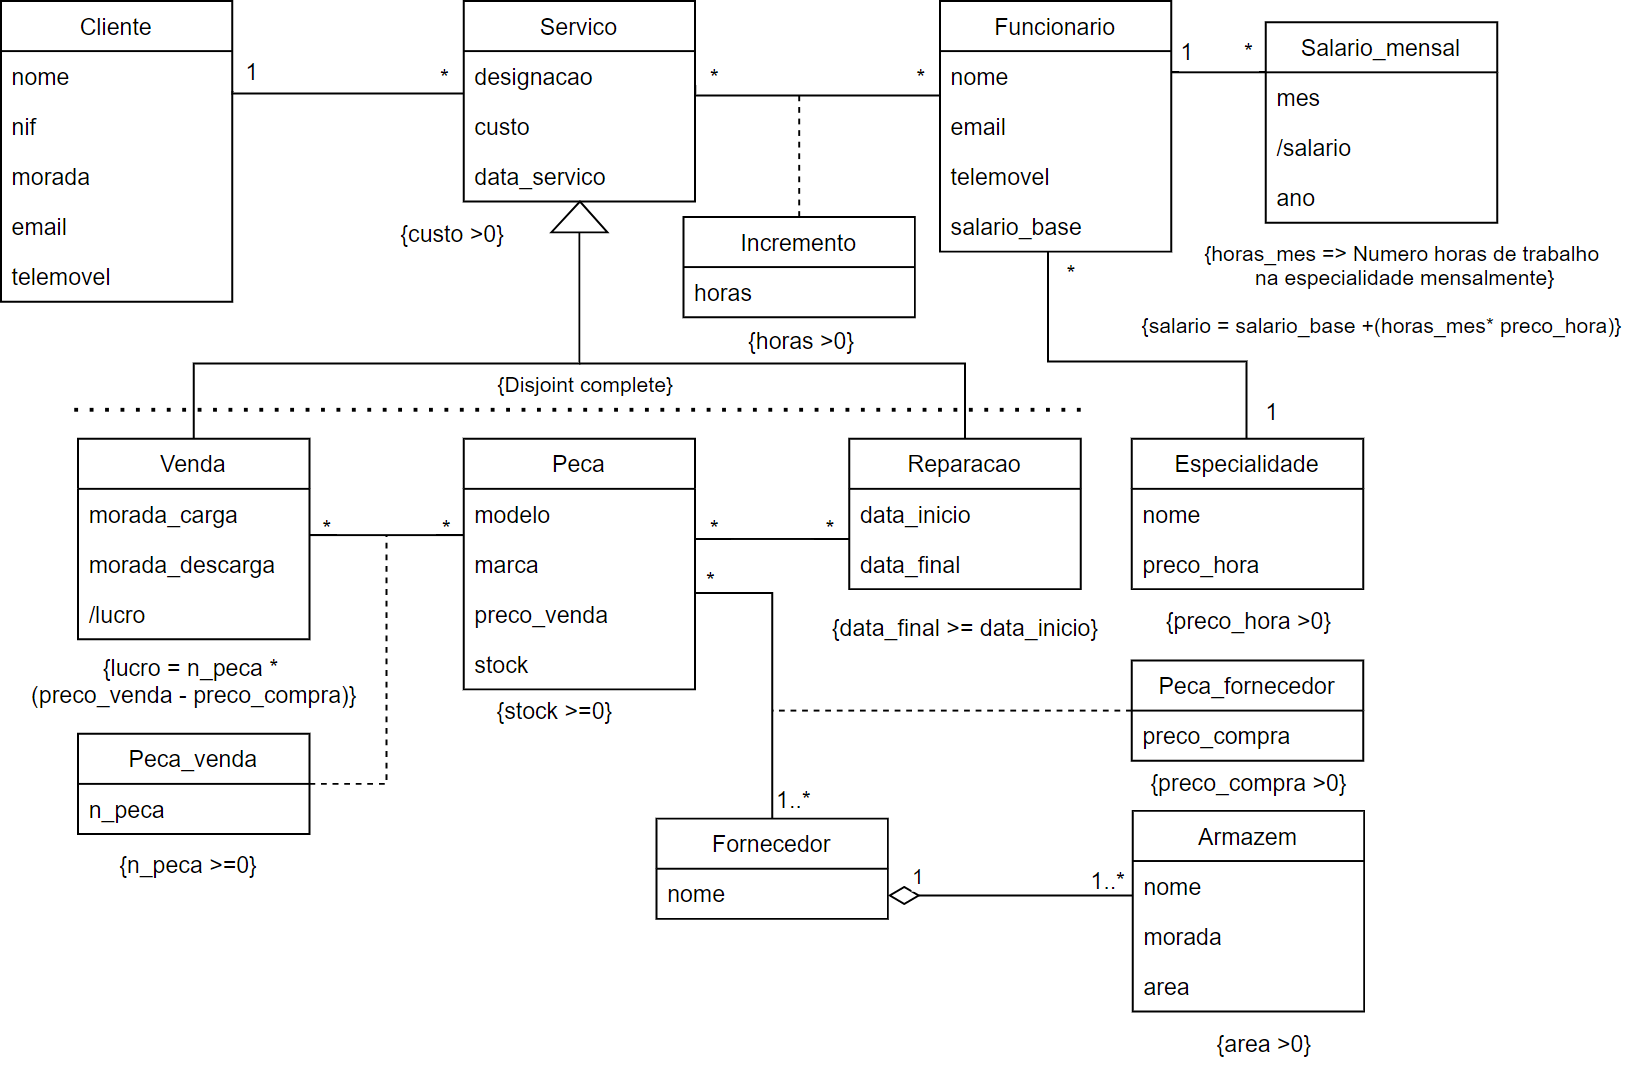 Cliente
nome
nif
morada
email
telemovel
1
*
Servico
designacao
custo
data_servico
{custo >0}
*
*
Incremento
horas
{horas >0}
Funcionario
nome
email
telemovel
salario_base
1
*
Salario_mensal
mes
/salario
ano
{horas_mes => Numero horas de trabalho
na especialidade mensalmente}
{salario = salario_base +(horas_mes* preco_hora)}
*
1
{Disjoint complete}
Venda
morada_carga
morada_descarga
/lucro
{lucro = n_peca *
(preco_venda - preco_compra)}
*
*
Peca_venda
n_peca
{n_peca >=0}
Peca
modelo
marca
preco_venda
stock
{stock >=0}
*
*
*
Reparacao
data_inicio
data_final
{data_final >= data_inicio}
Especialidade
nome
preco_hora
{preco_hora >0}
Peca_fornecedor
preco_compra
{preco_compra >0}
1..*
Fornecedor
nome
1
1..*
Armazem
nome
morada
area
{area >0}